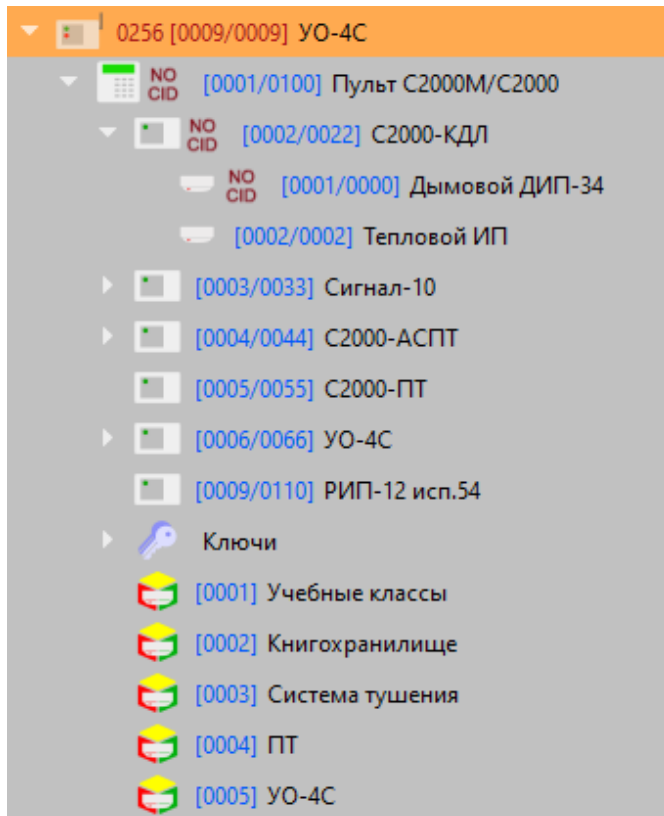 0256 [0009/0009] УО-4С
NO CID [0001/0100] Пульт С2000М/С2000
NO CID [0002/0022] С2000-КДЛ
NO CID [0001/0000] Дымовой ДИП-34
[0002/0002] Тепловой ИП
[0003/0033] Сигнал-10
[0004/0044] С2000-АСПТ
[0005/0055] С2000-ПТ
[0006/0066] УО-4С
[0009/0110] РИП-12 исп.54
Ключи
[0001] Учебные классы
[0002] Книгохранилище
[0003] Система тушения
[0004] ПТ
[0005] УО-4С